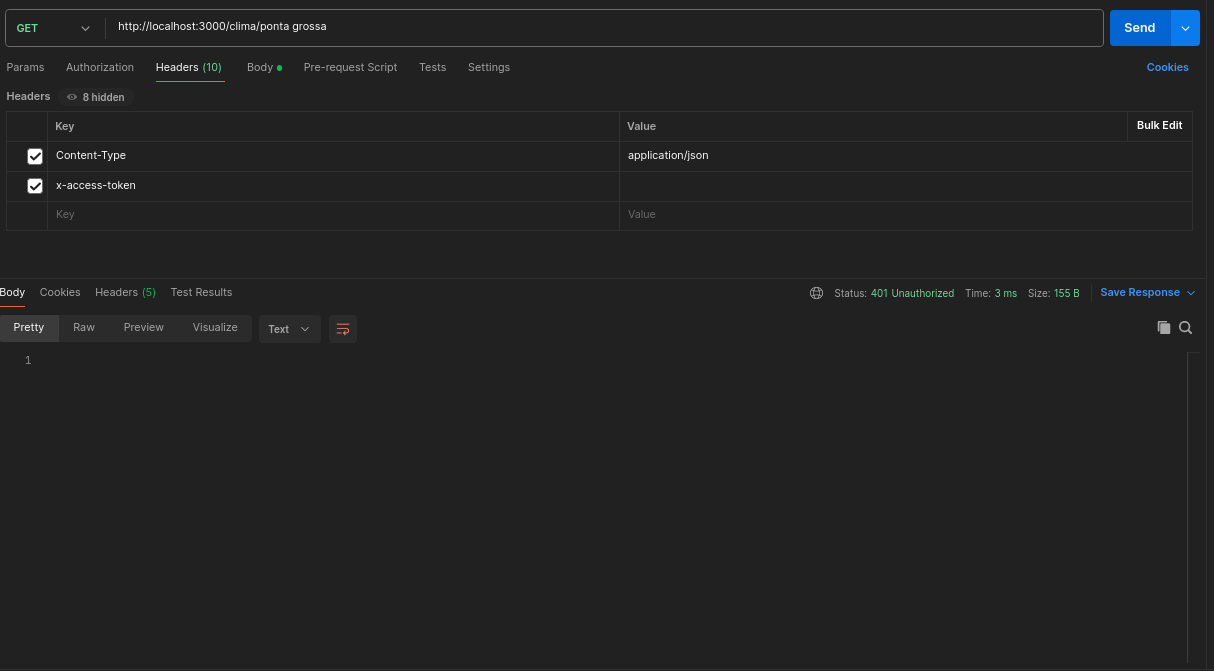 GET http://localhost:3000/clima/ponta grossa Send
Params Authorization Headers (10) Body Pre-request Script Tests Settings Cookies
Headers 8 hidden
Key Value Bulk Edit
Content-Type application/json
x-access-token
Key Value
Body Cookies Headers (5) Test Results Status: 401 Unauthorized Time: 3 ms Size: 155 B Save Response
Pretty Raw Preview Visualize Text
1